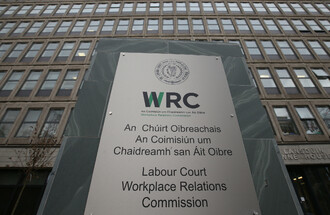 WRC
An Chúirt Oibreachais
An Coimisiún um
Chaidreamh san Áit Oibre
Labour Court
Workplace Relations
Commission